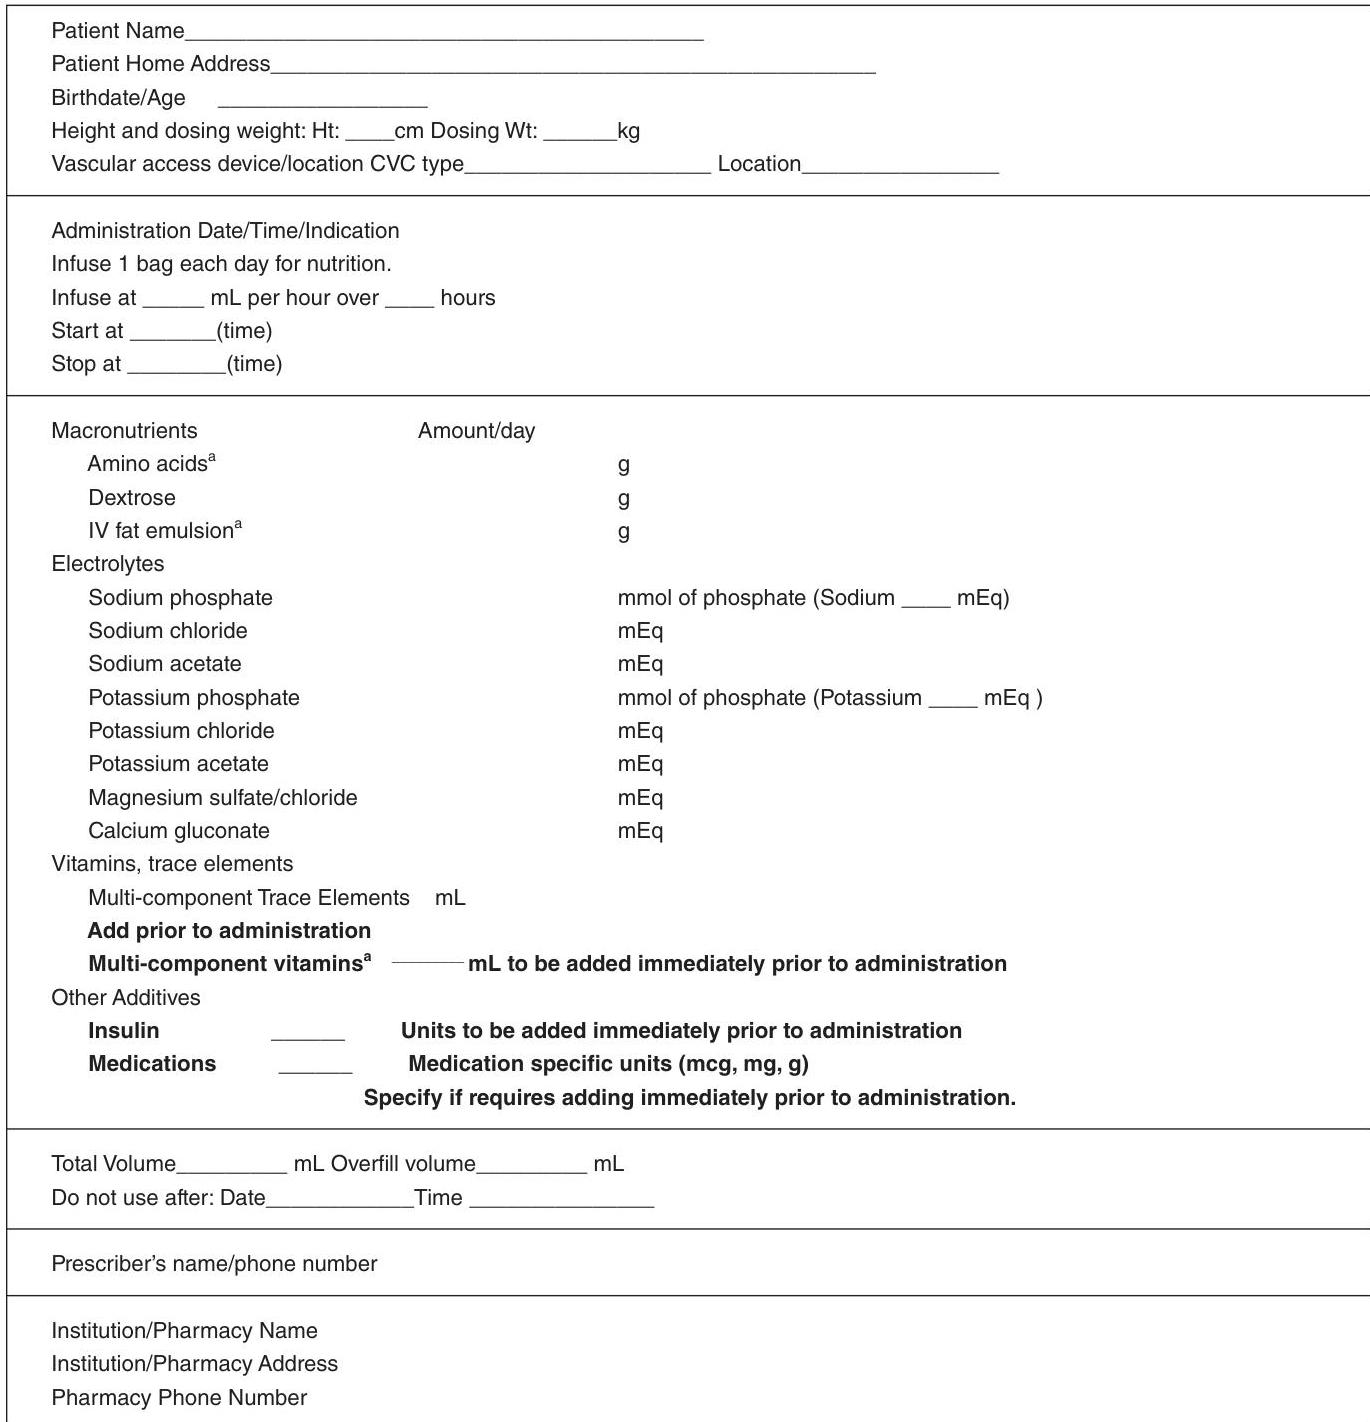 Patient Name__________________________________________
Patient Home Address_________________________________________________
Birthdate/Age _________________
Height and dosing weight: Ht: ____cm Dosing Wt: ______kg
Vascular access device/location CVC type____________________ Location________________
Administration Date/Time/Indication
Infuse 1 bag each day for nutrition.
Infuse at _____ mL per hour over ____ hours
Start at _______(time)
Stop at ________(time)
Macronutrients Amount/day
Amino acidsᵃ g
Dextrose g
IV fat emulsionᵃ g
Electrolytes
Sodium phosphate mmol of phosphate (Sodium ____ mEq)
Sodium chloride mEq
Sodium acetate mEq
Potassium phosphate mmol of phosphate (Potassium ____ mEq )
Potassium chloride mEq
Potassium acetate mEq
Magnesium sulfate/chloride mEq
Calcium gluconate mEq
Vitamins, trace elements
Multi-component Trace Elements mL
Add prior to administration
Multi-component vitaminsᵃ ______ mL to be added immediately prior to administration
Other Additives
Insulin ______ Units to be added immediately prior to administration
Medications ______ Medication specific units (mcg, mg, g)
Specify if requires adding immediately prior to administration.
Total Volume_________ mL Overfill volume_________ mL
Do not use after: Date____________Time _______________
Prescriber’s name/phone number
Institution/Pharmacy Name
Institution/Pharmacy Address
Pharmacy Phone Number